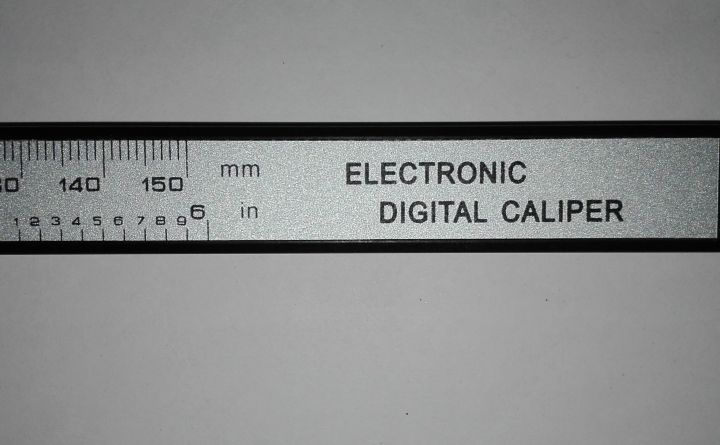 140 150 mm ELECTRONIC
1 2 3 4 5 6 7 8 9 6 in DIGITAL CALIPER